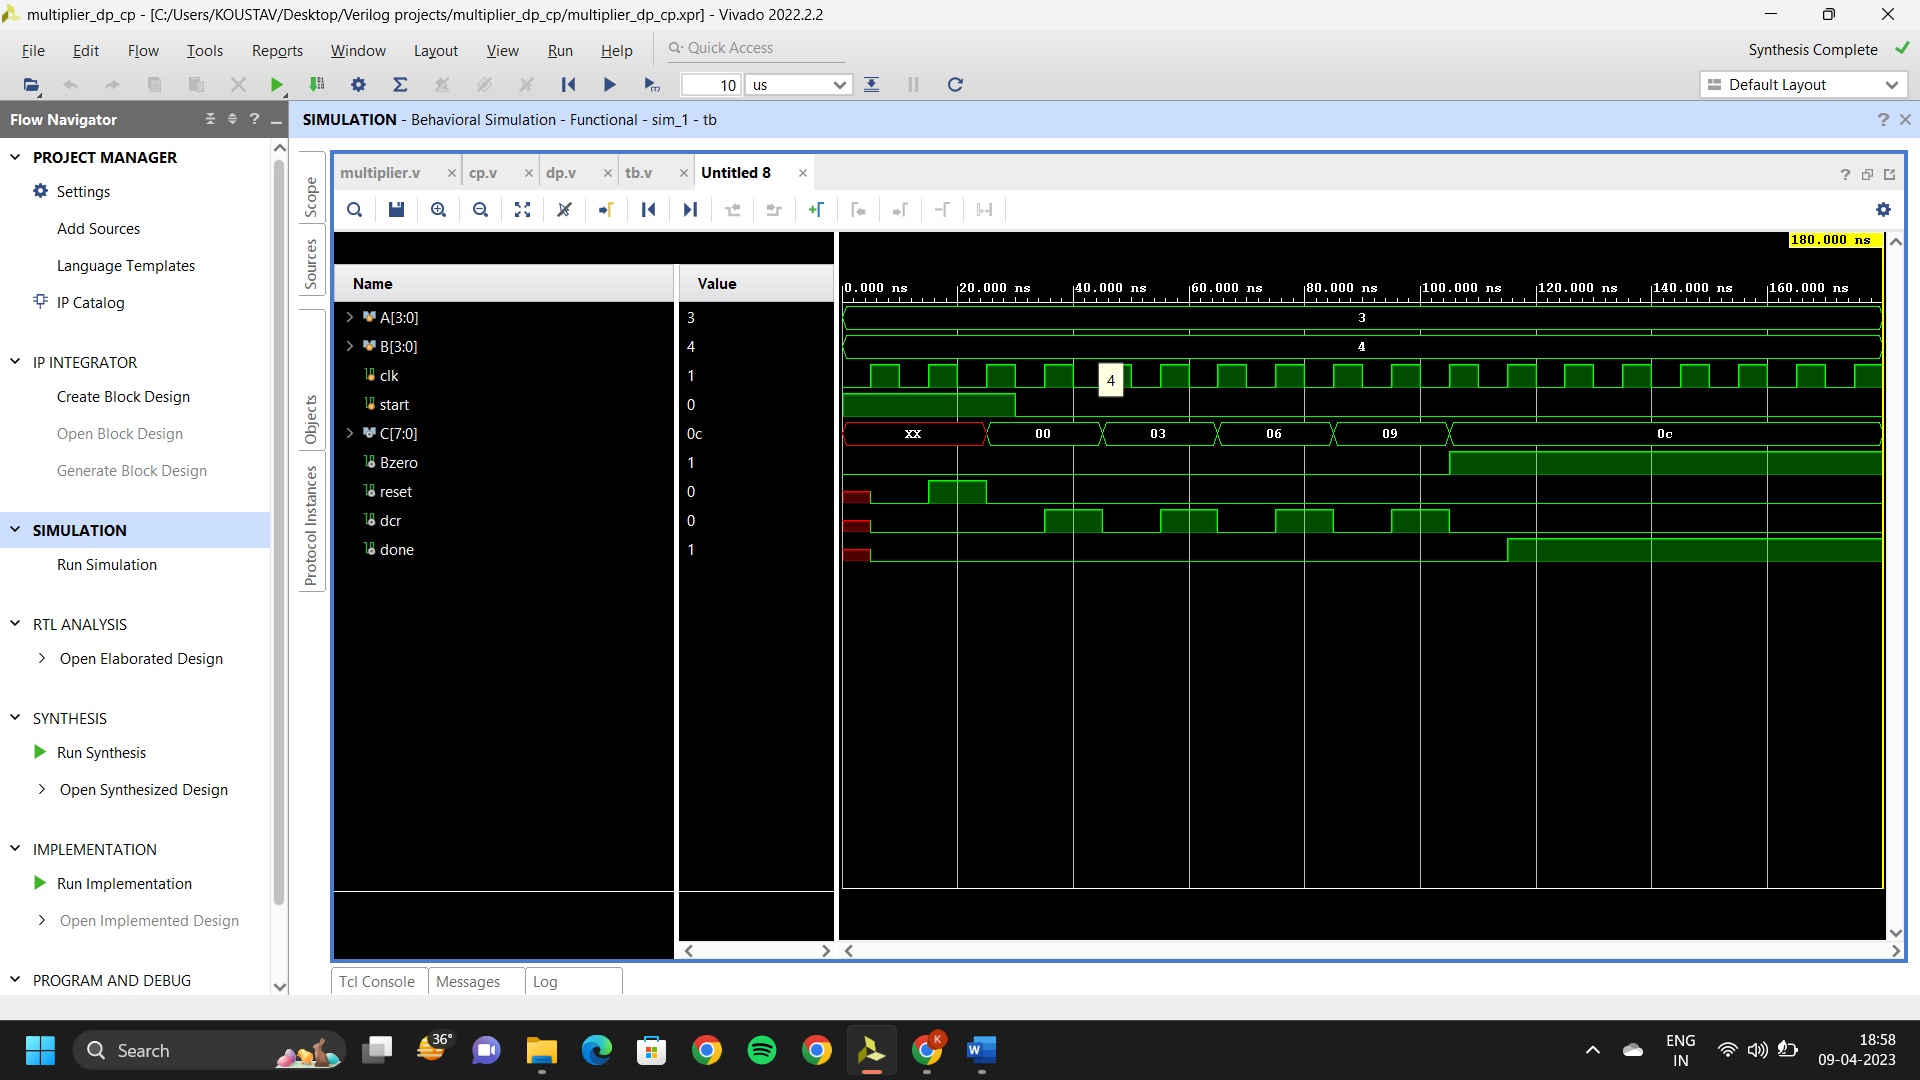 multiplier_dp_cp - [C:/Users/KOUSTAV/Desktop/Verilog projects/multiplier_dp_cp/multiplier_dp_cp.xpr] - Vivado 2022.2.2
File Edit Flow Tools Reports Window Layout View Run Help Quick Access
Synthesis Complete
10 us
Default Layout
Flow Navigator
SIMULATION - Behavioral Simulation - Functional - sim_1 - tb
PROJECT MANAGER
Settings
Add Sources
Language Templates
IP Catalog
IP INTEGRATOR
Create Block Design
Open Block Design
Generate Block Design
SIMULATION
Run Simulation
RTL ANALYSIS
Open Elaborated Design
SYNTHESIS
Run Synthesis
Open Synthesized Design
IMPLEMENTATION
Run Implementation
Open Implemented Design
PROGRAM AND DEBUG
Scope
Sources
Objects
Protocol Instances
multiplier.v cp.v dp.v tb.v Untitled 8
180.000 ns
Name Value
0.000 ns 20.000 ns 40.000 ns 60.000 ns 80.000 ns 100.000 ns 120.000 ns 140.000 ns 160.000 ns
A[3:0] 3 3
B[3:0] 4 4
clk 1 4
start 0
C[7:0] 0c XX 00 03 06 09 0c
Bzero 1
reset 0
dcr 0
done 1
Tcl Console Messages Log
Search
36°
K
W
ENG
IN
18:58
09-04-2023